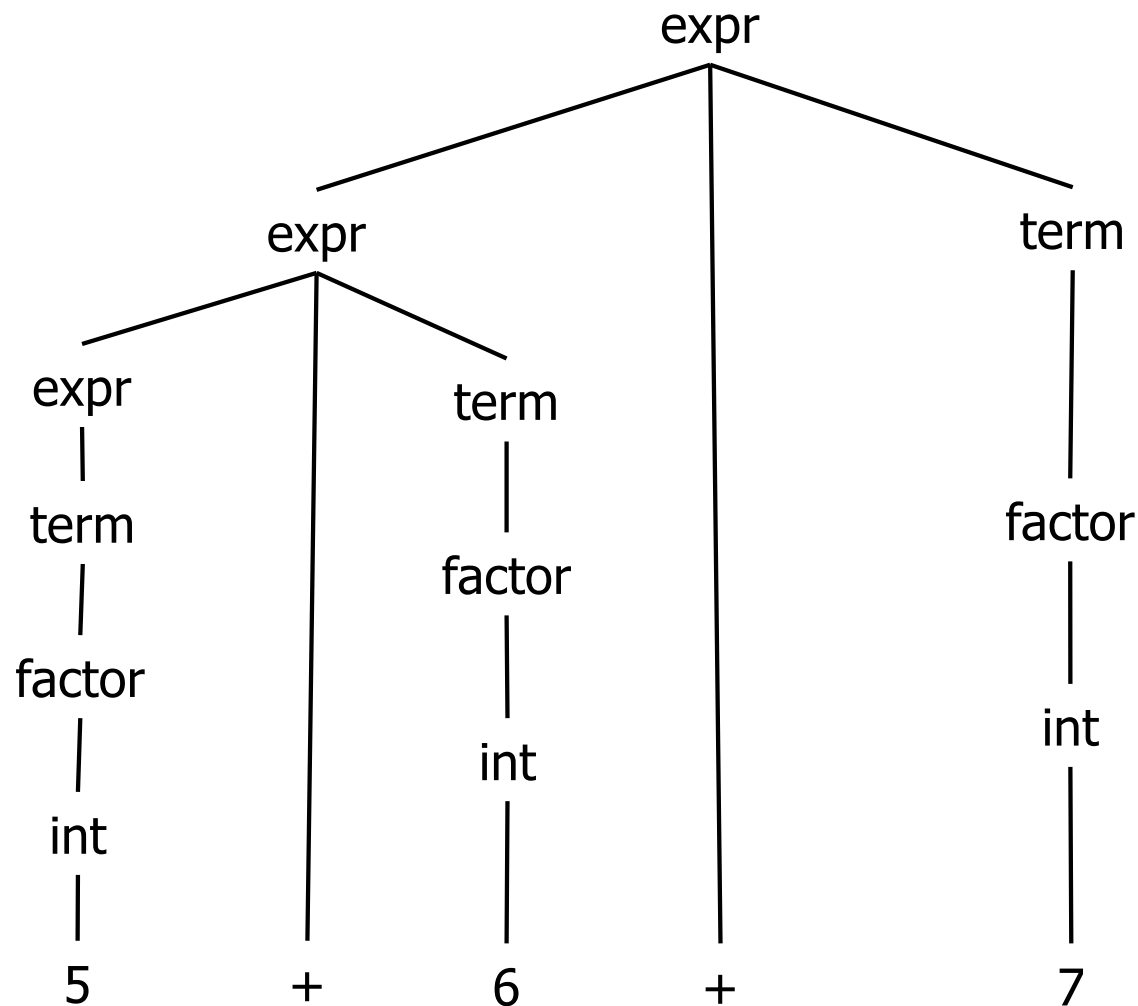 expr
expr
term
expr
term
term
factor
factor
factor
int
int
int
5 + 6 + 7